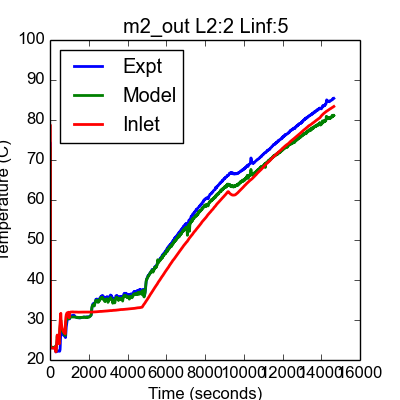 m2_out L2:2 Linf:5
100
90
80
70
60
50
40
30
20
Temperature (C)
Expt
Model
Inlet
0 2000 4000 6000 8000 10000 12000 14000 16000
Time (seconds)